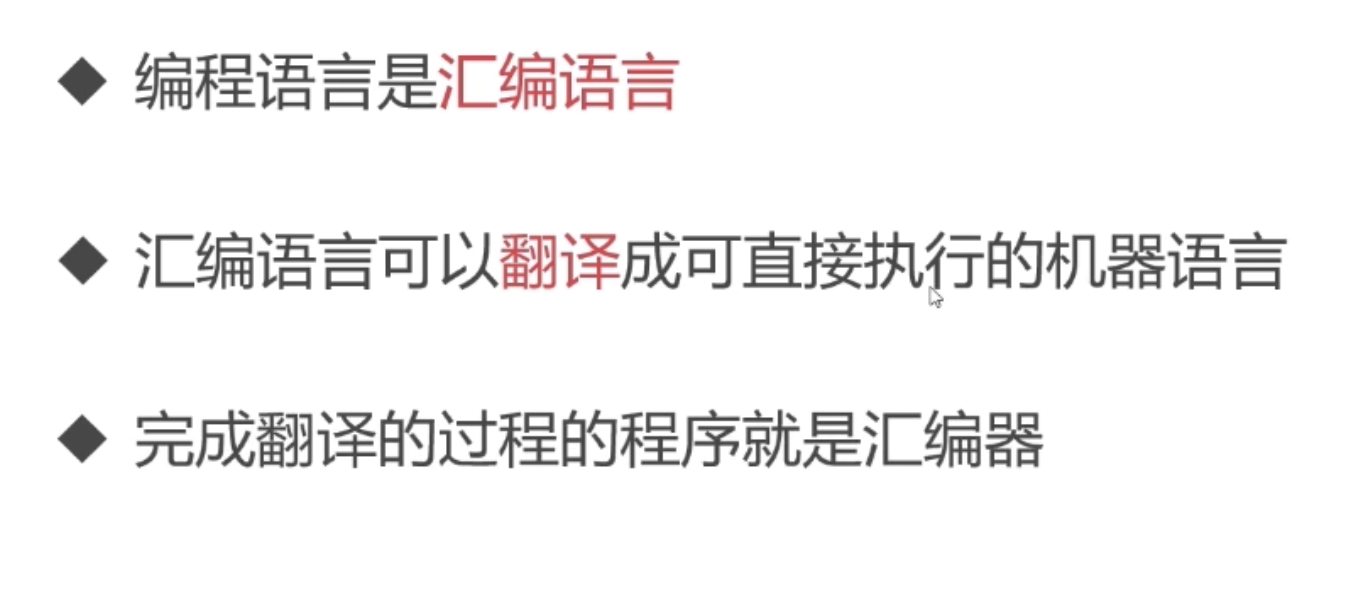 ◆ 编程语言是汇编语言
◆ 汇编语言可以翻译成可直接执行的机器语言
◆ 完成翻译的过程的程序就是汇编器